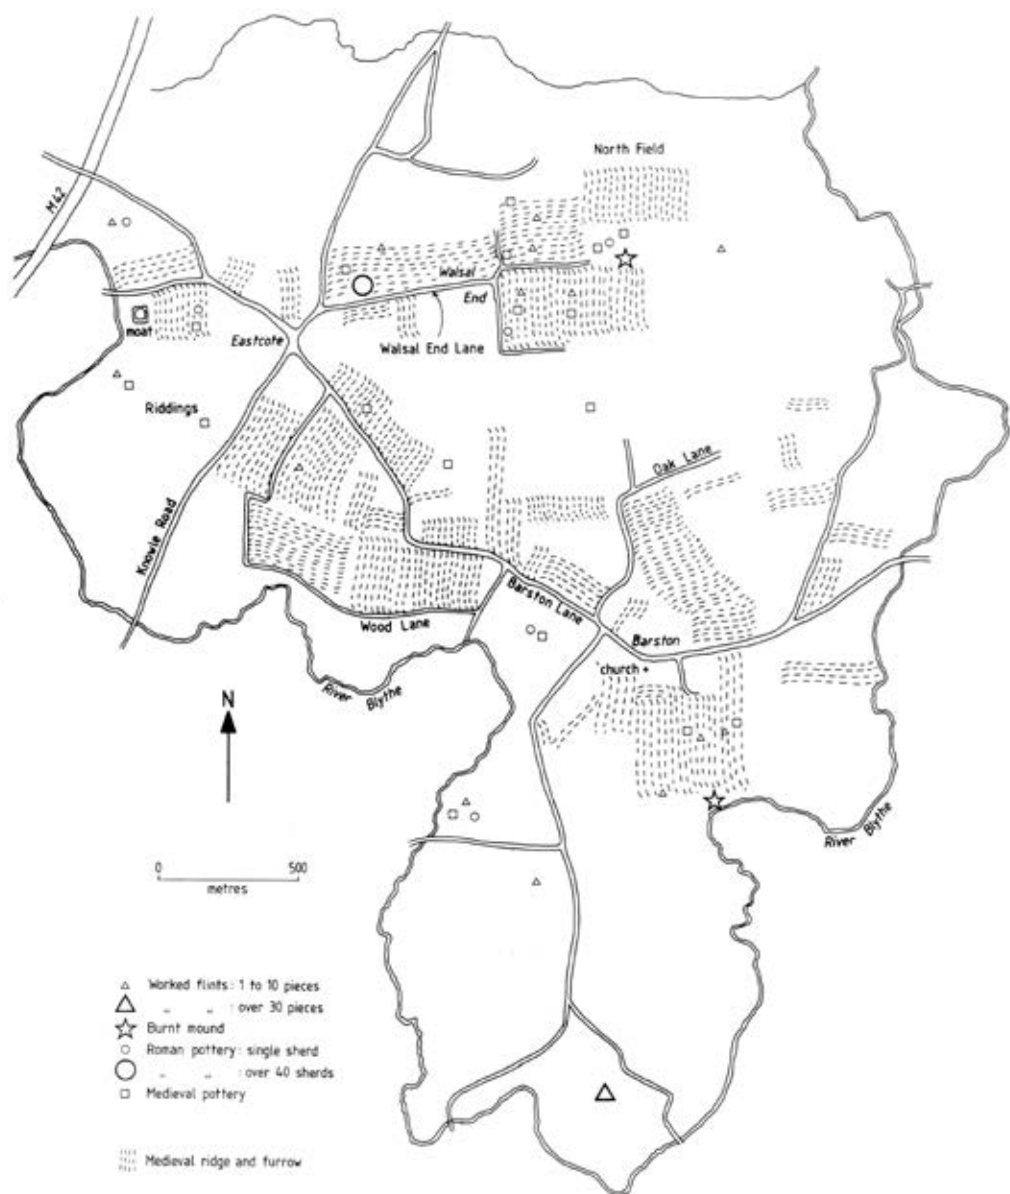 North Field
M42
Walsal
End
moat
Eastcote
Walsal End Lane
Riddings
Oak Lane
Knowle Road
Barston Lane
Wood Lane
Barston
church +
River Blythe
N
River Blythe
0 500
metres
Worked flints : 1 to 10 pieces
„ „ : over 30 pieces
Burnt mound
Roman pottery : single sherd
„ „ : over 40 sherds
Medieval pottery
Medieval ridge and furrow